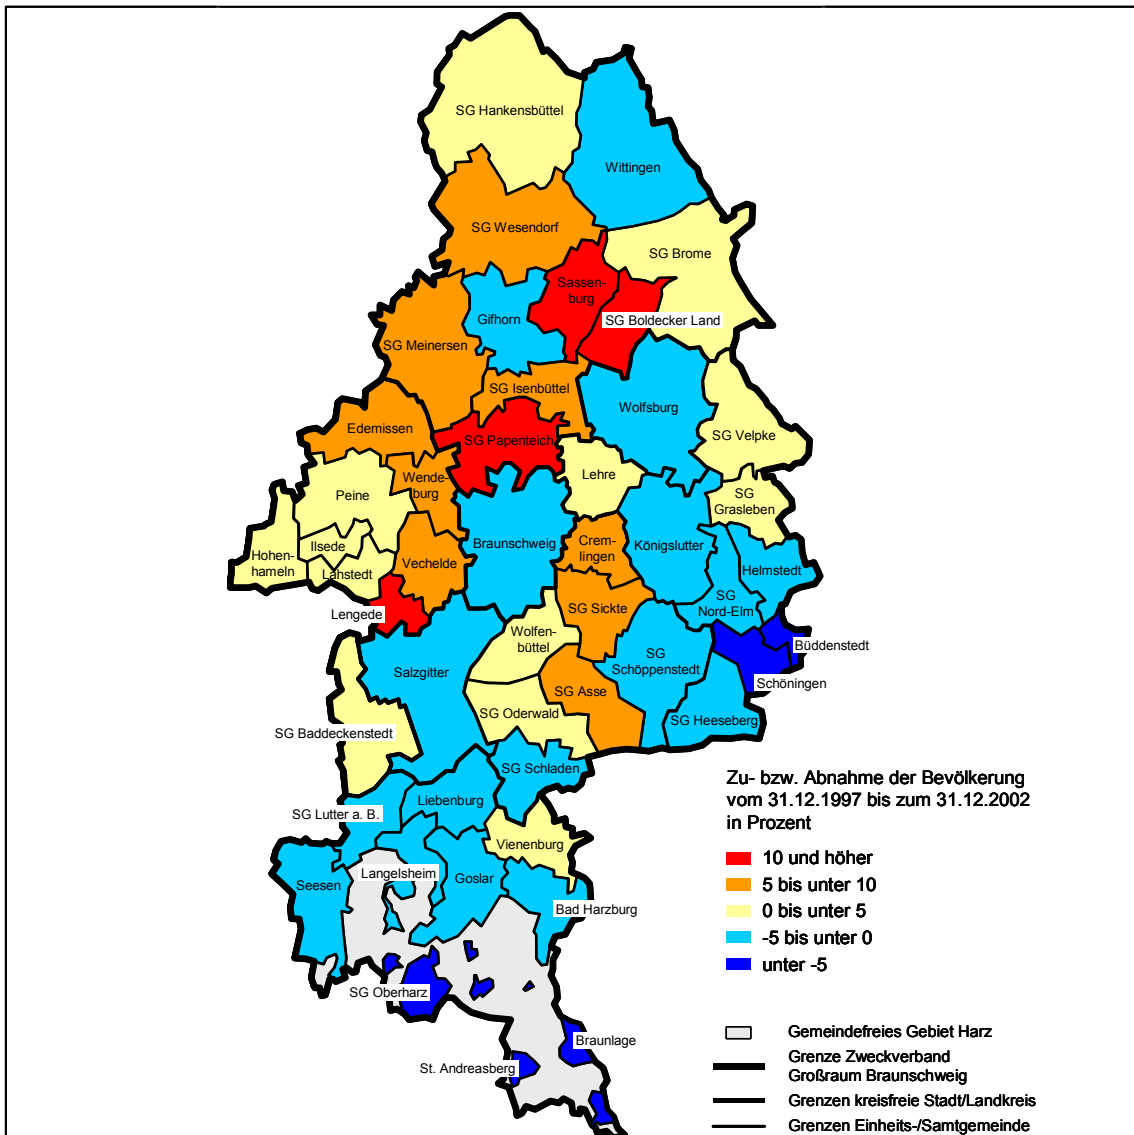 SG Hankensbüttel
Wittingen
SG Wesendorf
SG Brome
Sassen-
burg
SG Boldecker Land
Gifhorn
SG Meinersen
SG Isenbüttel
Wolfsburg
Edemissen
SG Papenteich
SG Velpke
Wende-
burg
Lehre
Peine
SG
Grasleben
Braunschweig
Crem-
lingen
Königslutter
Ilsede
Hohen-
hameln
Lahstedt
Vechelde
Helmstedt
Lengede
SG Sickte
SG
Nord-Elm
Wolfen-
büttel
Büddenstedt
SG
Schöppenstedt
Salzgitter
Schöningen
SG Asse
SG Oderwald
SG Heeseberg
SG Baddeckenstedt
SG Schladen
Liebenburg
SG Lutter a. B.
Vienenburg
Langelsheim
Seesen
Goslar
Bad Harzburg
SG Oberharz
Braunlage
St. Andreasberg
Zu- bzw. Abnahme der Bevölkerung
vom 31.12.1997 bis zum 31.12.2002
in Prozent
10 und höher
5 bis unter 10
0 bis unter 5
-5 bis unter 0
unter -5
Gemeindefreies Gebiet Harz
Grenze Zweckverband
Großraum Braunschweig
Grenzen kreisfreie Stadt/Landkreis
Grenzen Einheits-/Samtgemeinde